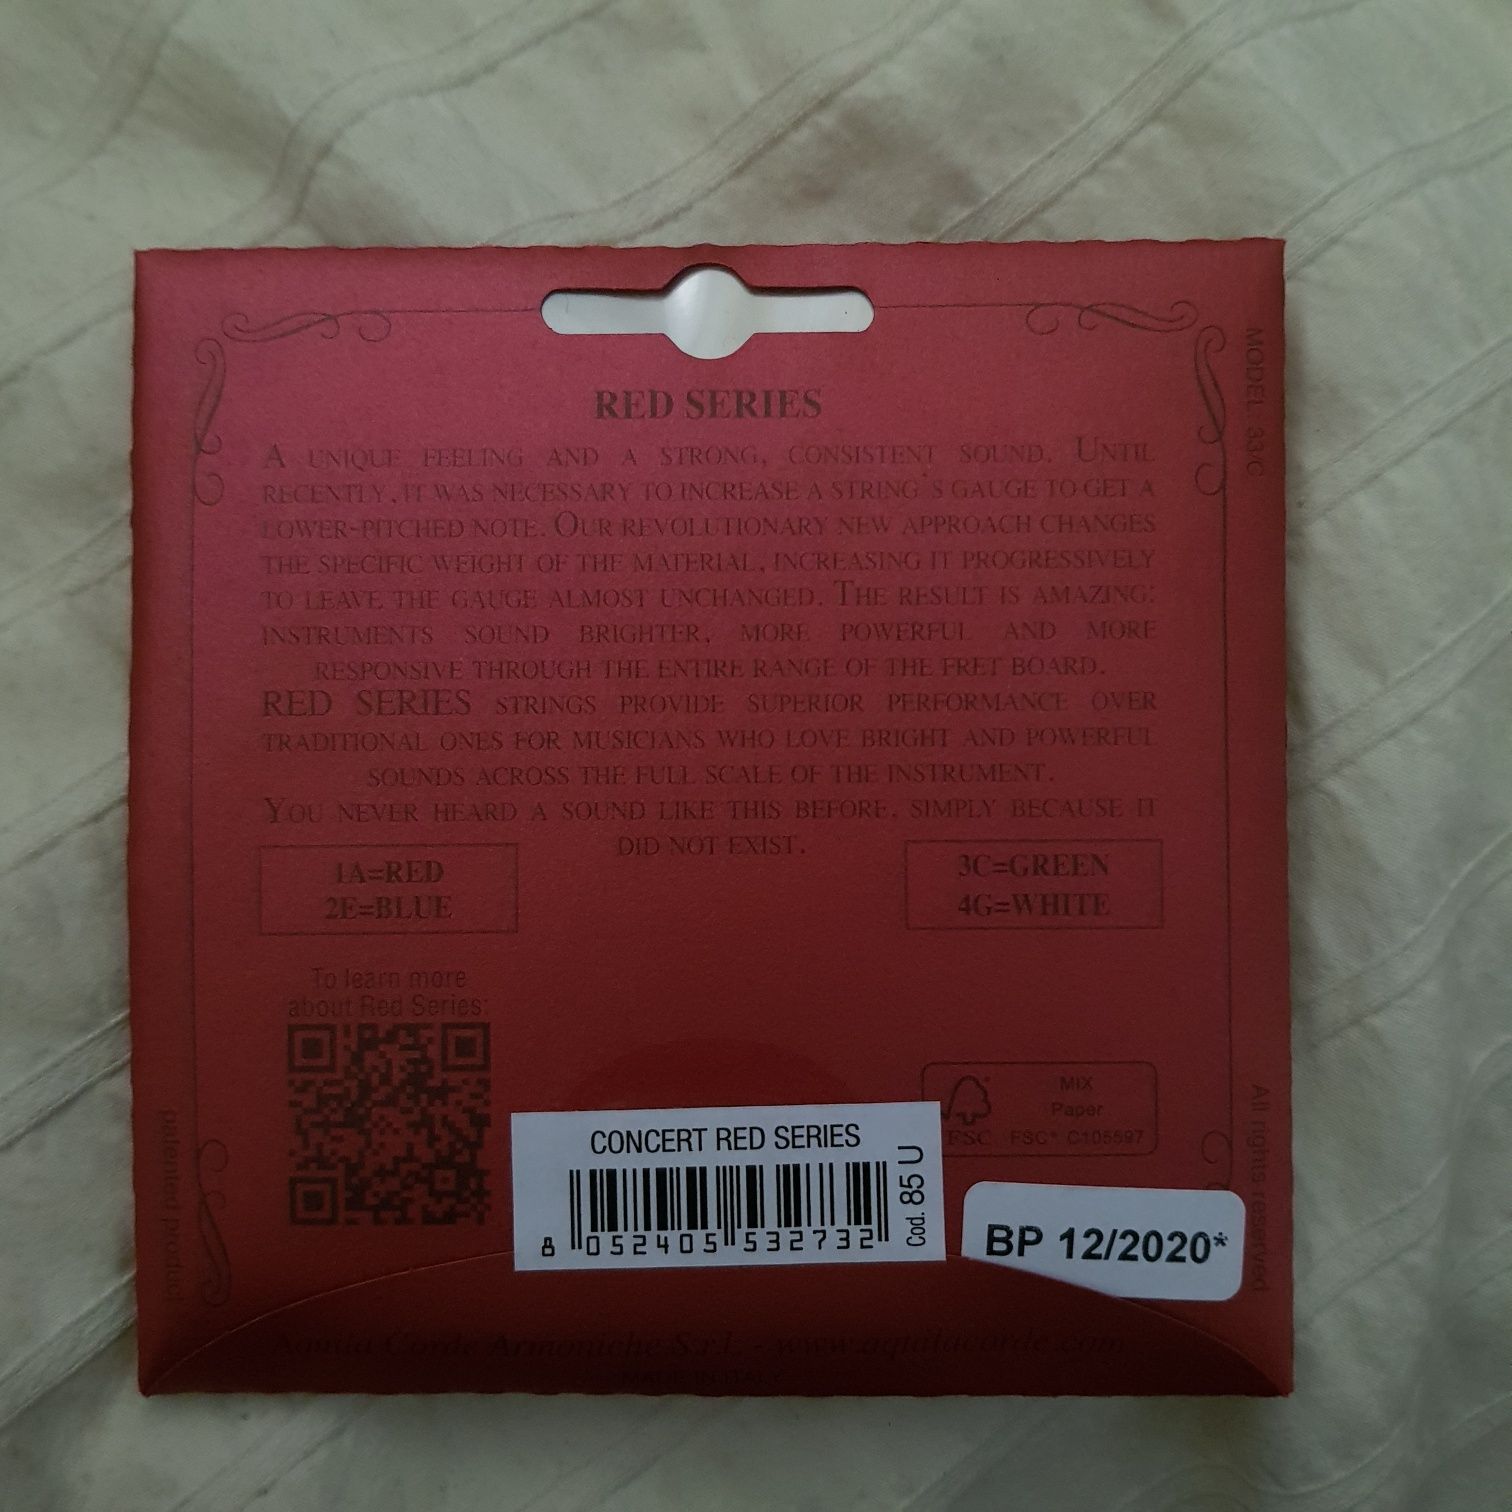 RED SERIES
A UNIQUE FEELING AND A STRONG, CONSISTENT SOUND. UNTIL
RECENTLY, IT WAS NECESSARY TO INCREASE A STRING'S GAUGE TO GET A
LOWER-PITCHED NOTE. OUR REVOLUTIONARY NEW APPROACH CHANGES
THE SPECIFIC WEIGHT OF THE MATERIAL, INCREASING IT PROGRESSIVELY
TO LEAVE THE GAUGE ALMOST UNCHANGED. THE RESULT IS AMAZING:
INSTRUMENTS SOUND BRIGHTER, MORE POWERFUL AND MORE
RESPONSIVE THROUGH THE ENTIRE RANGE OF THE FRET BOARD.
RED SERIES STRINGS PROVIDE SUPERIOR PERFORMANCE OVER
TRADITIONAL ONES FOR MUSICIANS WHO LOVE BRIGHT AND POWERFUL
SOUNDS ACROSS THE FULL SCALE OF THE INSTRUMENT.
YOU NEVER HEARD A SOUND LIKE THIS BEFORE, SIMPLY BECAUSE IT
DID NOT EXIST.
1A=RED
2E=BLUE
3C=GREEN
4G=WHITE
To learn more
about Red Series:
MIX
Paper
FSC FSC® C105597
CONCERT RED SERIES
8 052405 532732
Cod. 85 U
BP 12/2020*
Aquila Corde Armoniche S.r.l. - www.aquilacorde.com
MADE IN ITALY
patented product
MODEL 33/C
All rights reserved